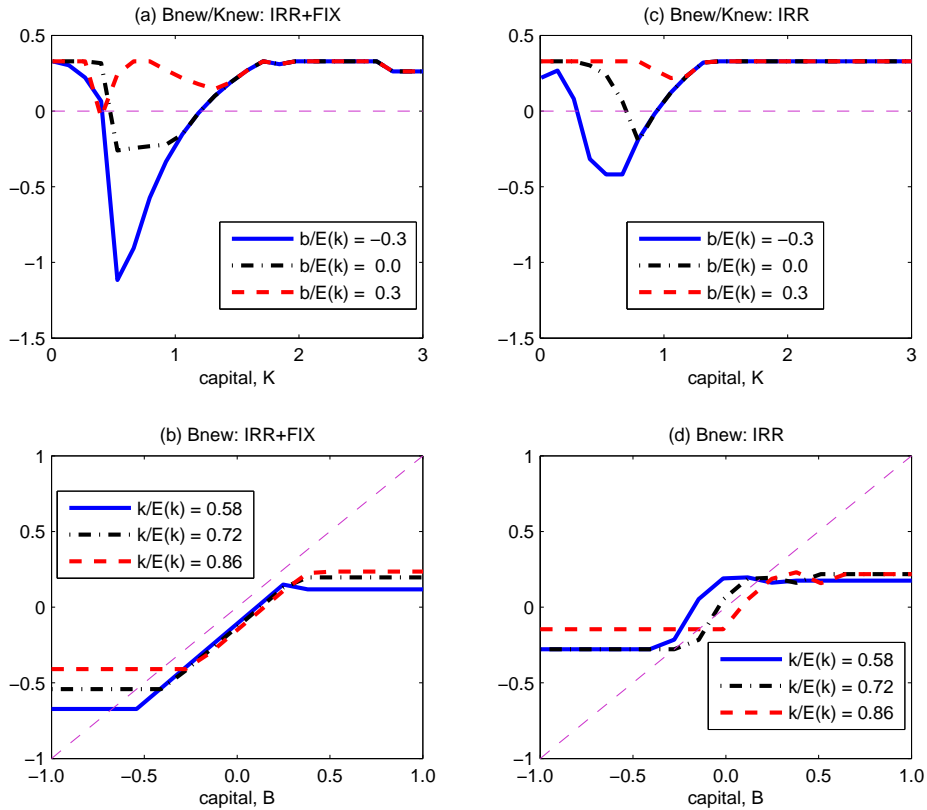 (a) Bnew/Knew: IRR+FIX
0.5
0
−0.5
−1
−1.5
b/E(k) = −0.3
b/E(k) = 0.0
b/E(k) = 0.3
0
1
2
3
capital, K
(c) Bnew/Knew: IRR
0.5
0
−0.5
−1
−1.5
b/E(k) = −0.3
b/E(k) = 0.0
b/E(k) = 0.3
0
1
2
3
capital, K
(b) Bnew: IRR+FIX
1
0.5
0
−0.5
−1
k/E(k) = 0.58
k/E(k) = 0.72
k/E(k) = 0.86
−1.0
−0.5
0.0
0.5
1.0
capital, B
(d) Bnew: IRR
1
0.5
0
−0.5
−1
k/E(k) = 0.58
k/E(k) = 0.72
k/E(k) = 0.86
−1.0
−0.5
0.0
0.5
1.0
capital, B